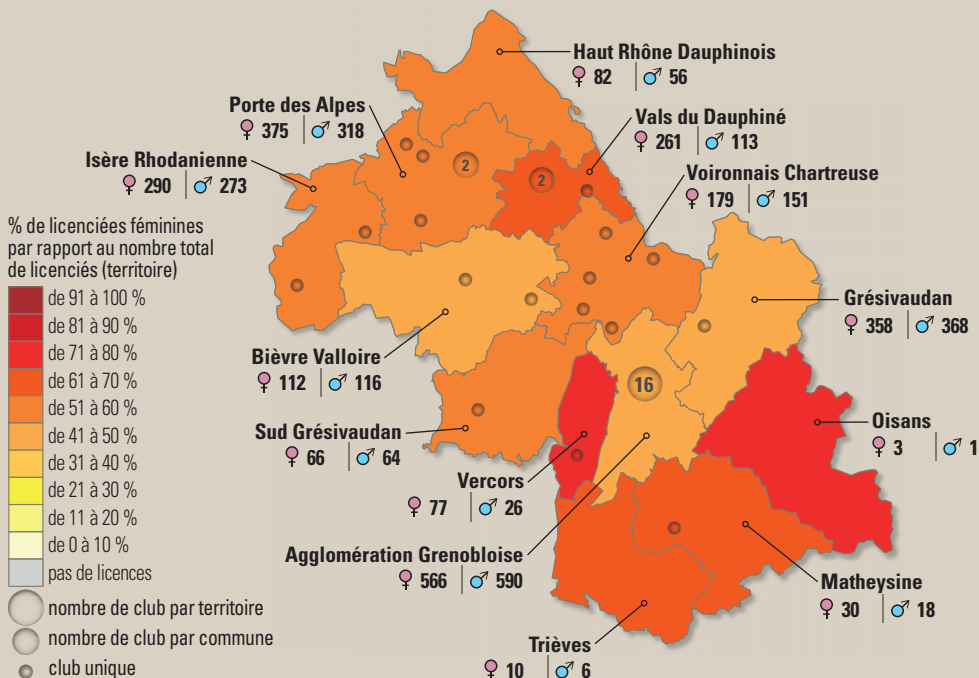 Haut Rhône Dauphinois
♀ 82 | ♂ 56
Porte des Alpes
♀ 375 | ♂ 318
Vals du Dauphiné
♀ 261 | ♂ 113
Isère Rhodanienne
♀ 290 | ♂ 273
Voironnais Chartreuse
♀ 179 | ♂ 151
2
2
% de licenciées féminines
par rapport au nombre total
de licenciés (territoire)
de 91 à 100 %
de 81 à 90 %
de 71 à 80 %
de 61 à 70 %
de 51 à 60 %
de 41 à 50 %
de 31 à 40 %
de 21 à 30 %
de 11 à 20 %
de 0 à 10 %
pas de licences
nombre de club par territoire
nombre de club par commune
club unique
Grésivaudan
♀ 358 | ♂ 368
Bièvre Valloire
♀ 112 | ♂ 116
16
Oisans
♀ 3 | ♂ 1
Sud Grésivaudan
♀ 66 | ♂ 64
Vercors
♀ 77 | ♂ 26
Agglomération Grenobloise
♀ 566 | ♂ 590
Matheysine
♀ 30 | ♂ 18
Trièves
♀ 10 | ♂ 6